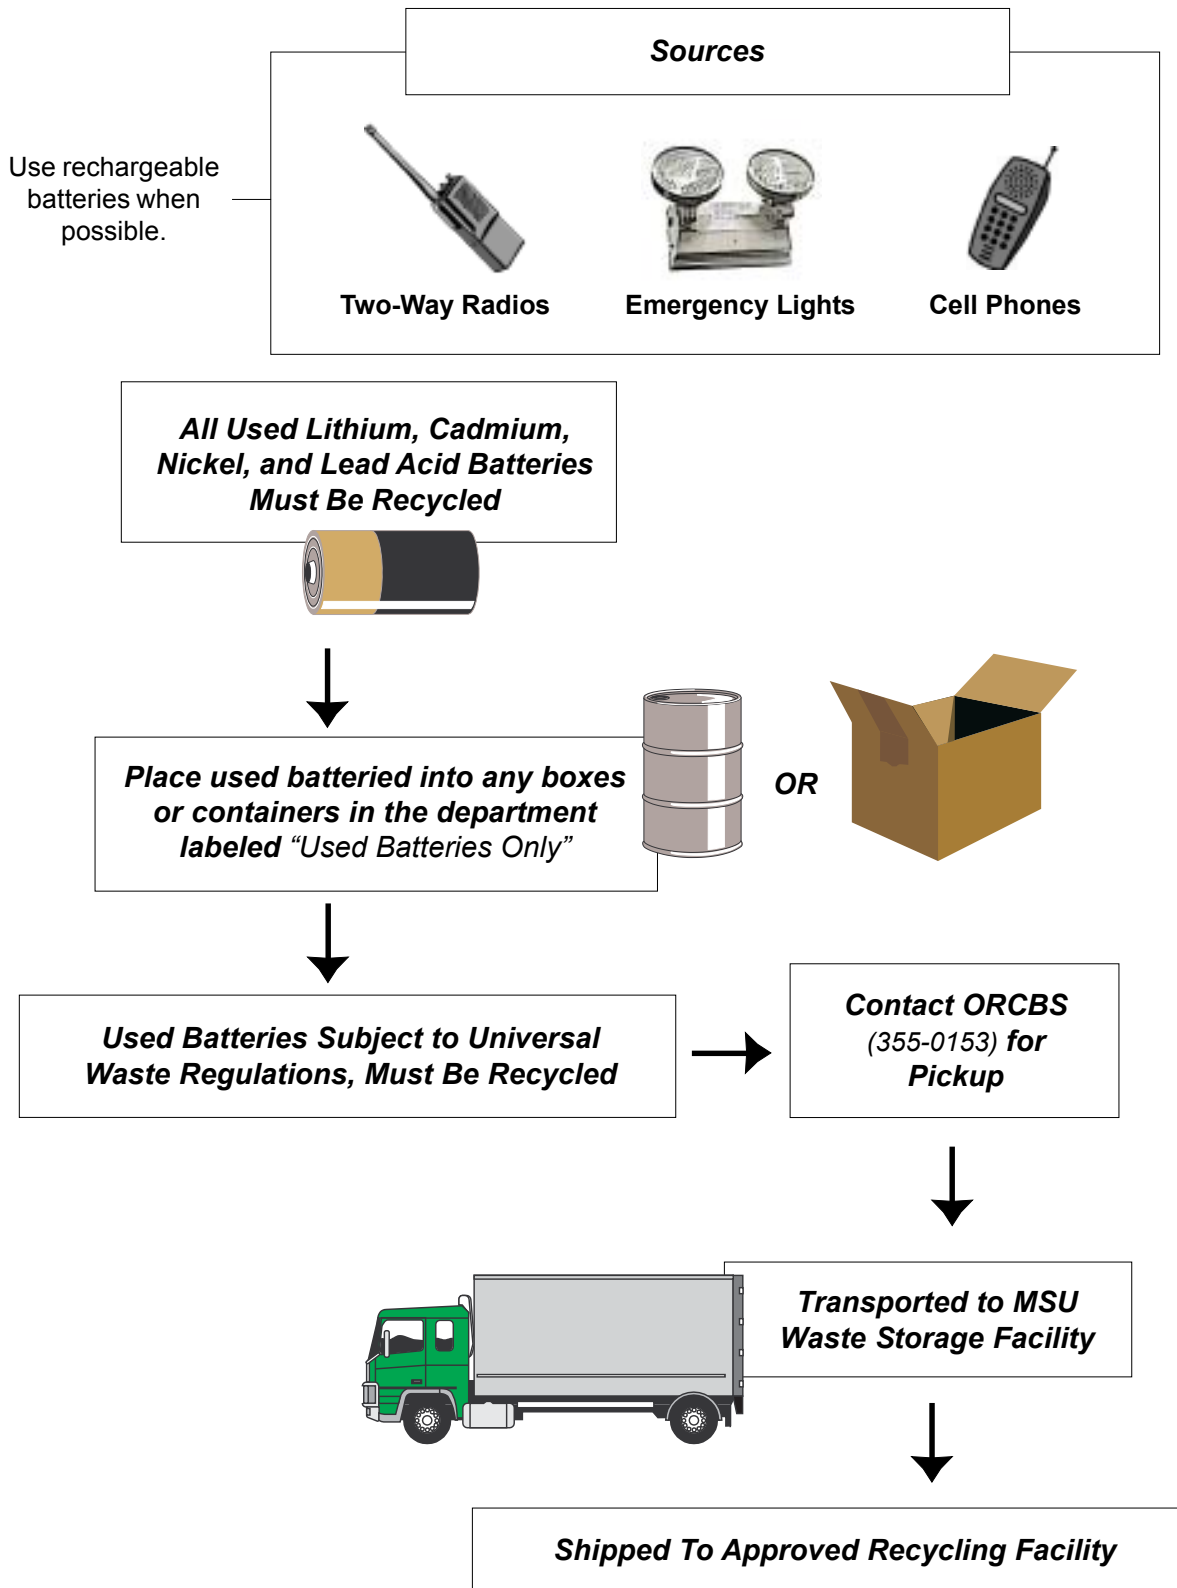 Sources
Use rechargeable
batteries when
possible.
Two-Way Radios
Emergency Lights
Cell Phones
All Used Lithium, Cadmium,
Nickel, and Lead Acid Batteries
Must Be Recycled
Place used batteried into any boxes
or containers in the department
labeled “Used Batteries Only”
OR
Used Batteries Subject to Universal
Waste Regulations, Must Be Recycled
Contact ORCBS
(355-0153) for
Pickup
Transported to MSU
Waste Storage Facility
Shipped To Approved Recycling Facility